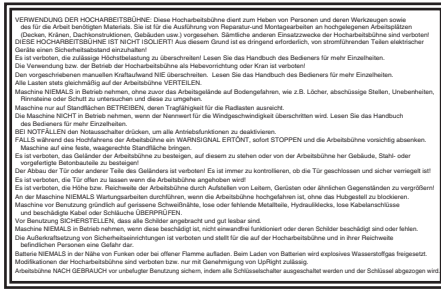 VERWENDUNG DER HOCHARBEITSBÜHNE: Diese Hocharbeitsbühne dient zum Heben von Personen und deren Werkzeugen sowie
des für die Arbeit benötigten Materials. Sie ist für die Ausführung von Reparatur-und Montagearbeiten an hochgelegenen Arbeitsplätzen
(Decken, Kränen, Dachkonstruktionen, Gebäuden usw.) vorgesehen. Sämtliche anderen Einsatzzwecke der Hocharbeitsbühne sind verboten!
DIESE HOCHARBEITSBÜHNE IST NICHT ISOLIERT! Aus diesem Grund ist es dringend erforderlich, von stromführenden Teilen elektrischer
Geräte einen Sicherheitsabstand einzuhalten!
Es ist verboten, die zulässige Höchstbelastung zu überschreiten! Lesen Sie das Handbuch des Bedieners für mehr Einzelheiten.
Die Verwendung bzw. der Betrieb der Hocharbeitsbühne als Hebevorrichtung oder Kran ist verboten!
Den vorgeschriebenen manuellen Kraftaufwand NIE überschreiten. Lesen Sie das Handbuch des Bedieners für mehr Einzelheiten.
Alle Lasten stets gleichmäßig auf der Arbeitsbühne VERTEILEN.
Maschine NIEMALS in Betrieb nehmen, ohne zuvor das Arbeitsgelände auf Bodengefahren, wie z.B. Löcher, abschüssige Stellen, Unebenheiten,
Rinnsteine oder Schutt zu untersuchen und diese zu umgehen.
Maschine nur auf Standflächen BETREIBEN, deren Tragfähigkeit für die Radlasten ausreicht.
Die Maschine NICHT in Betrieb nehmen, wenn der Nennwert für die Windgeschwindigkeit überschritten wird. Lesen Sie das Handbuch
des Bedieners für mehr Einzelheiten.
BEI NOTFÄLLEN den Notausschalter drücken, um alle Antriebsfunktionen zu deaktivieren.
FALLS während des Hochfahrens der Arbeitsbühne ein WARNSIGNAL ERTÖNT, sofort STOPPEN und die Arbeitsbühne vorsichtig absenken.
Maschine auf eine feste, waagerechte Standfläche bringen.
Es ist verboten, das Geländer der Arbeitsbühne zu besteigen, auf diesem zu stehen oder von der Arbeitsbühne her Gebäude, Stahl- oder
vorgefertigte Betonbauteile zu besteigen!
Der Abbau der Tür oder anderer Teile des Geländers ist verboten! Es ist immer zu kontrollieren, ob die Tür geschlossen und sicher verriegelt ist!
Es ist verboten, die Tür offen zu lassen wenn die Arbeitsbühne angehoben wird!
Es ist verboten, die Höhe bzw. Reichweite der Arbeitsbühne durch Aufstellen von Leitern, Gerüsten oder ähnlichen Gegenständen zu vergrößern!
An der Maschine NIEMALS Wartungsarbeiten durchführen, wenn die Arbeitsbühne hochgefahren ist, ohne das Hubgestell zu blockieren.
Maschine vor Benutzung gründlich auf gerissene Schweißnähte, lose oder fehlende Metallteile, Hydrauliklecks, lose Kabelanschlüsse
und beschädigte Kabel oder Schläuche ÜBERPRÜFEN.
Vor Benutzung SICHERSTELLEN, dass alle Schilder angebracht und gut lesbar sind.
Maschine NIEMALS in Betrieb nehmen, wenn diese beschädigt ist, nicht einwandfrei funktioniert oder deren Schilder beschädigt sind oder fehlen.
Die Außerkraftsetzung von Sicherheitseinrichtungen ist verboten und stellt für die auf der Hocharbeitsbühne und in ihrer Reichweite
befindlichen Personen eine Gefahr dar.
Batterie NIEMALS in der Nähe von Funken oder bei offener Flamme aufladen. Beim Laden von Batterien wird explosives Wasserstoffgas freigesetzt.
Modifikationen der Hocharbeitsbühne sind verboten bzw. nur mit Genehmigung von UpRight zulässig.
Arbeitsbühne NACH GEBRAUCH vor unbefugter Benutzung sichern, indem alle Schlüsselschalter ausgeschaltet werden und der Schlüssel abgezogen wird.